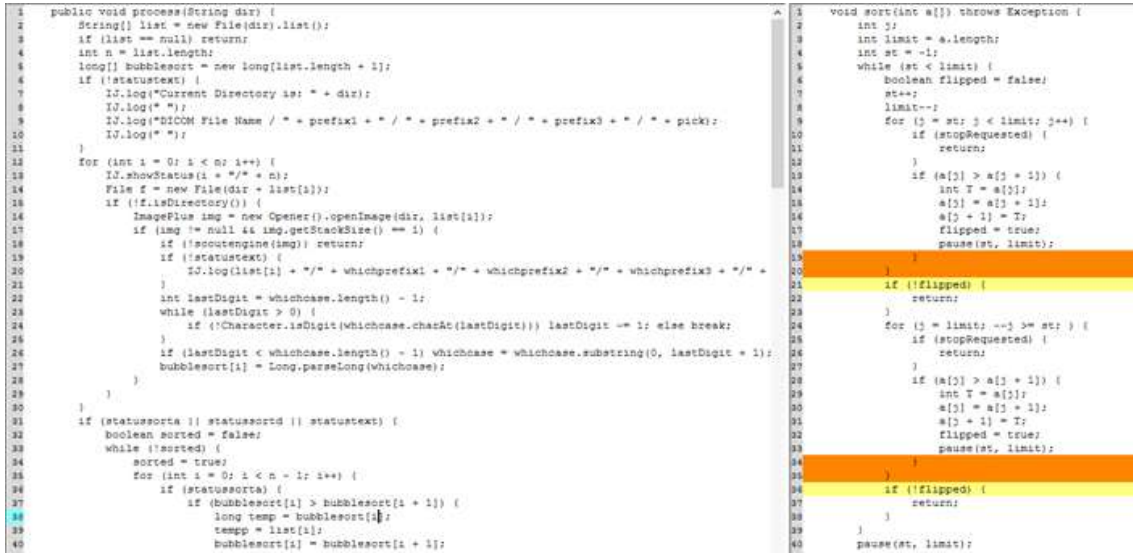 1 public void process(String dir) {
2 String[] list = new File(dir).list();
3 if (list == null) return;
4 int n = list.length;
5 long[] bubblesort = new long[list.length + 1];
6 if (!statustext) {
7 IJ.log("Current Directory is: " + dir);
8 IJ.log(" ");
9 IJ.log("DICOM File Name / " + prefix1 + " / " + prefix2 + " / " + prefix3 + " / " + pick);
10 IJ.log(" ");
11 }
12 for (int i = 0; i < n; i++) {
13 IJ.showStatus(i + "/" + n);
14 File f = new File(dir + list[i]);
15 if (!f.isDirectory()) {
16 ImagePlus img = new Opener().openImage(dir, list[i]);
17 if (img != null && img.getStackSize() == 1) {
18 if (!scoutengine(img)) return;
19 if (!statustext) {
20 IJ.log(list[i] + "/" + whichprefix1 + "/" + whichprefix2 + "/" + whichprefix3 + "/" +
21 }
22 int lastDigit = whichcase.length() - 1;
23 while (lastDigit > 0) {
24 if (!Character.isDigit(whichcase.charAt(lastDigit))) lastDigit -= 1; else break;
25 }
26 if (lastDigit < whichcase.length() - 1) whichcase = whichcase.substring(0, lastDigit + 1);
27 bubblesort[i] = Long.parseLong(whichcase);
28 }
29 }
30 }
31 if (statussorta || statussortd || statustext) {
32 boolean sorted = false;
33 while (!sorted) {
34 sorted = true;
35 for (int i = 0; i < n - 1; i++) {
36 if (statussorta) {
37 if (bubblesort[i] > bubblesort[i + 1]) {
38 long temp = bubblesort[i];
39 tempp = list[i];
40 bubblesort[i] = bubblesort[i + 1];
1 void sort(int a[]) throws Exception {
2 int j;
3 int limit = a.length;
4 int st = -1;
5 while (st < limit) {
6 boolean flipped = false;
7 st++;
8 limit--;
9 for (j = st; j < limit; j++) {
10 if (stopRequested) {
11 return;
12 }
13 if (a[j] > a[j + 1]) {
14 int T = a[j];
15 a[j] = a[j + 1];
16 a[j + 1] = T;
17 flipped = true;
18 pause(st, limit);
19 }
20 }
21 if (!flipped) {
22 return;
23 }
24 for (j = limit; --j >= st; ) {
25 if (stopRequested) {
26 return;
27 }
28 if (a[j] > a[j + 1]) {
29 int T = a[j];
30 a[j] = a[j + 1];
31 a[j + 1] = T;
32 flipped = true;
33 pause(st, limit);
34 }
35 }
36 if (!flipped) {
37 return;
38 }
39 }
40 pause(st, limit);